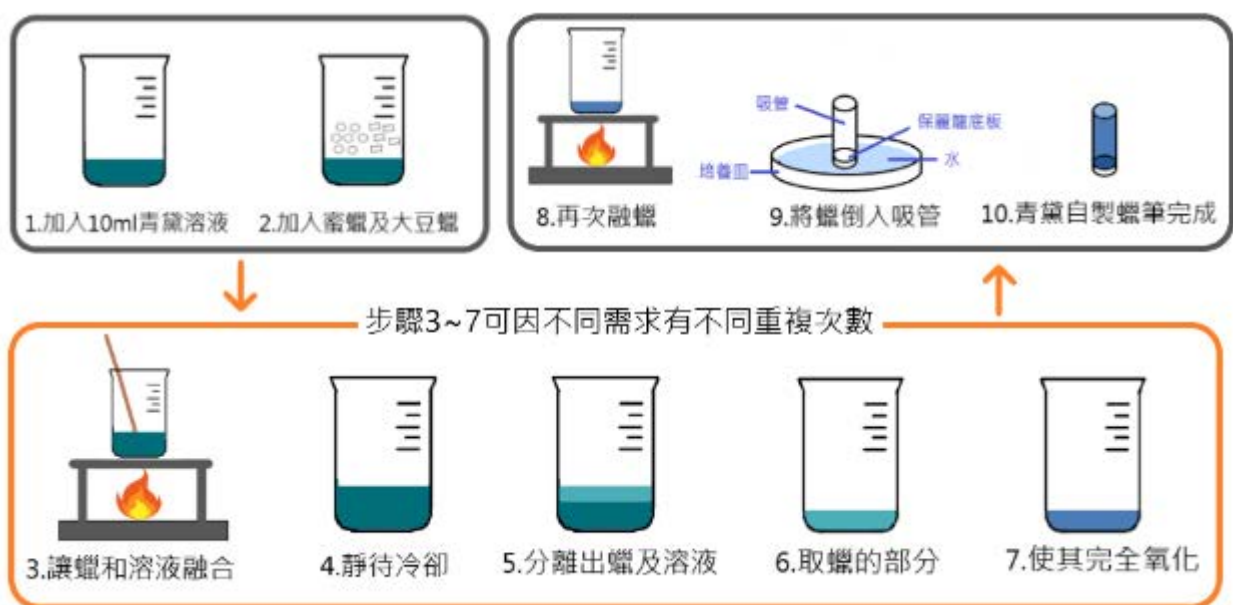 1.加入10ml青黛溶液
2.加入蜜蠟及大豆蠟
步驟3~7可因不同需求有不同重複次數
3.讓蠟和溶液融合
4.靜待冷卻
5.分離出蠟及溶液
6.取蠟的部分
7.使其完全氧化
8.再次融蠟
吸管
保麗龍底板
水
培養皿
9.將蠟倒入吸管
10.青黛自製蠟筆完成